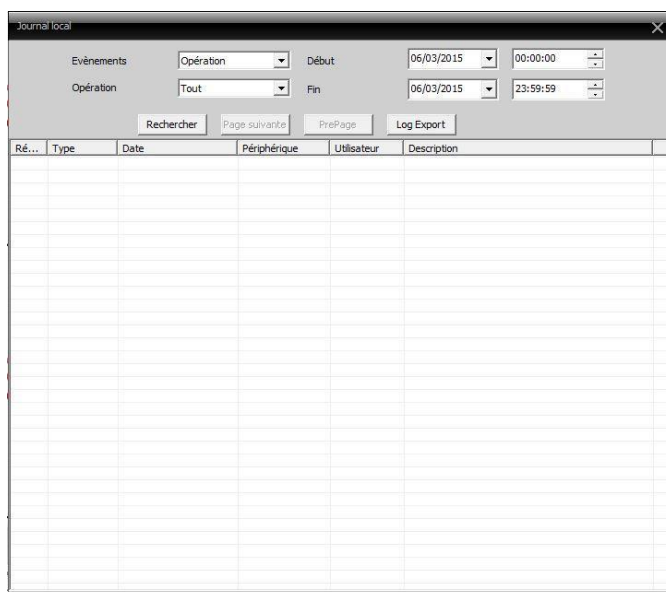 Journal local
Evènements Opération Début 06/03/2015 00:00:00
Opération Tout Fin 06/03/2015 23:59:59
Rechercher Page suivante PrePage Log Export
Ré... Type Date Périphérique Utilisateur Description